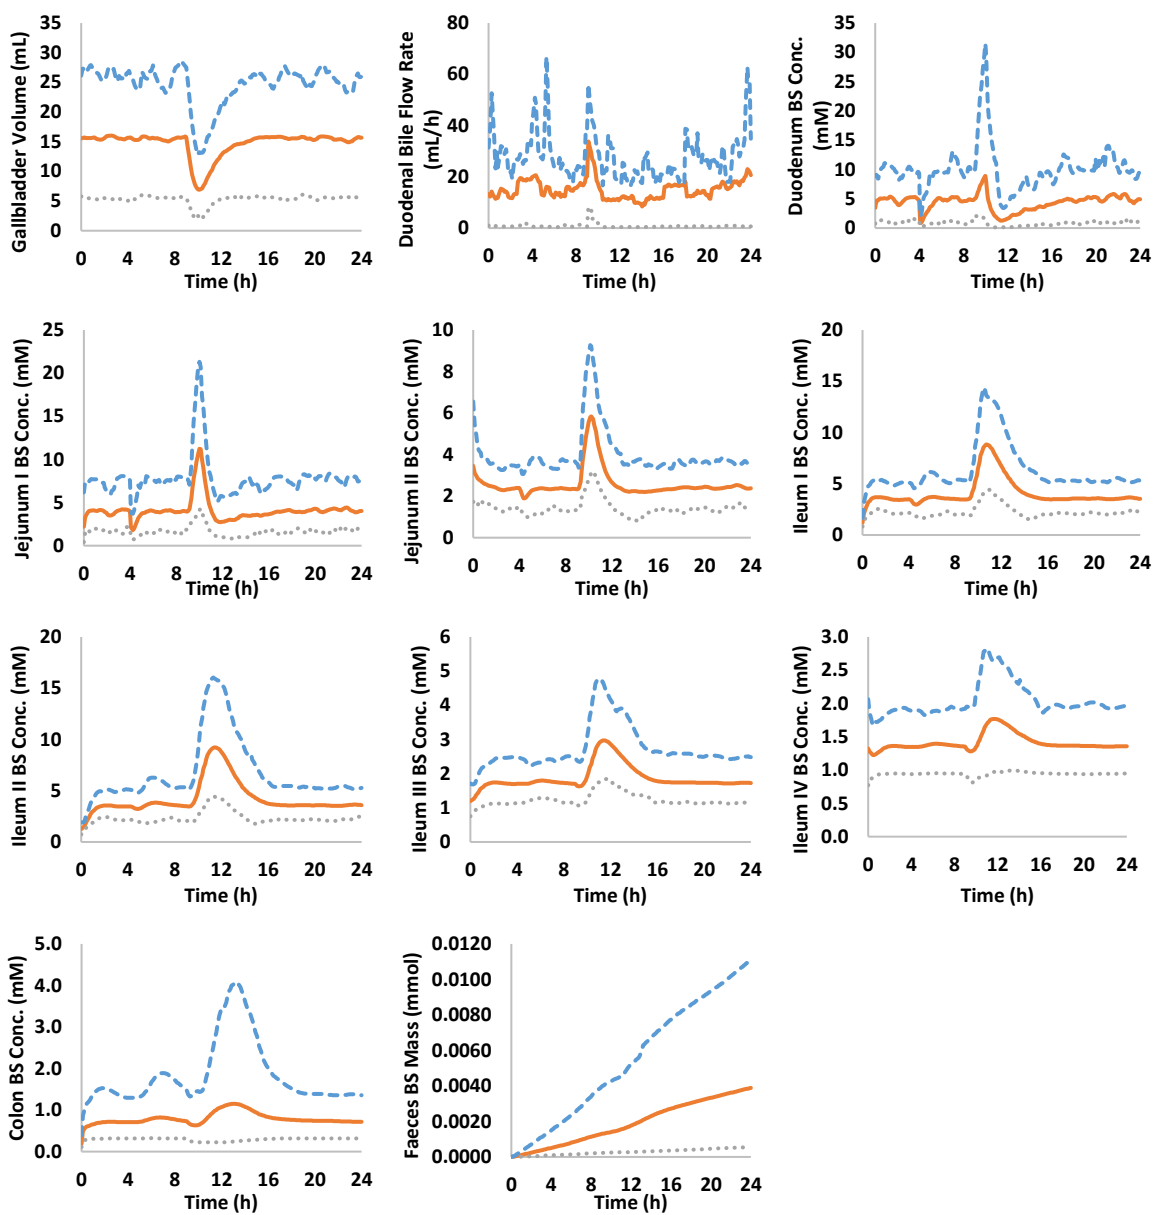 Gallbladder Volume (mL)
35
30
25
20
15
10
5
0
0 4 8 12 16 20 24
Time (h)
Duodenal Bile Flow Rate
(mL/h)
80
60
40
20
0
0 4 8 12 16 20 24
Time (h)
Duodenum BS Conc.
(mM)
35
30
25
20
15
10
5
0
0 4 8 12 16 20 24
Time (h)
Jejunum I BS Conc. (mM)
25
20
15
10
5
0
0 4 8 12 16 20 24
Time (h)
Jejunum II BS Conc. (mM)
10
8
6
4
2
0
0 4 8 12 16 20 24
Time (h)
Ileum I BS Conc. (mM)
20
15
10
5
0
0 4 8 12 16 20 24
Time (h)
Ileum II BS Conc. (mM)
20
15
10
5
0
0 4 8 12 16 20 24
Time (h)
Ileum III BS Conc. (mM)
6
5
4
3
2
1
0
0 4 8 12 16 20 24
Time (h)
Ileum IV BS Conc. (mM)
3.0
2.5
2.0
1.5
1.0
0.5
0.0
0 4 8 12 16 20 24
Time (h)
Colon BS Conc. (mM)
5.0
4.0
3.0
2.0
1.0
0.0
0 4 8 12 16 20 24
Time (h)
Faeces BS Mass (mmol)
0.0120
0.0100
0.0080
0.0060
0.0040
0.0020
0.0000
0 4 8 12 16 20 24
Time (h)